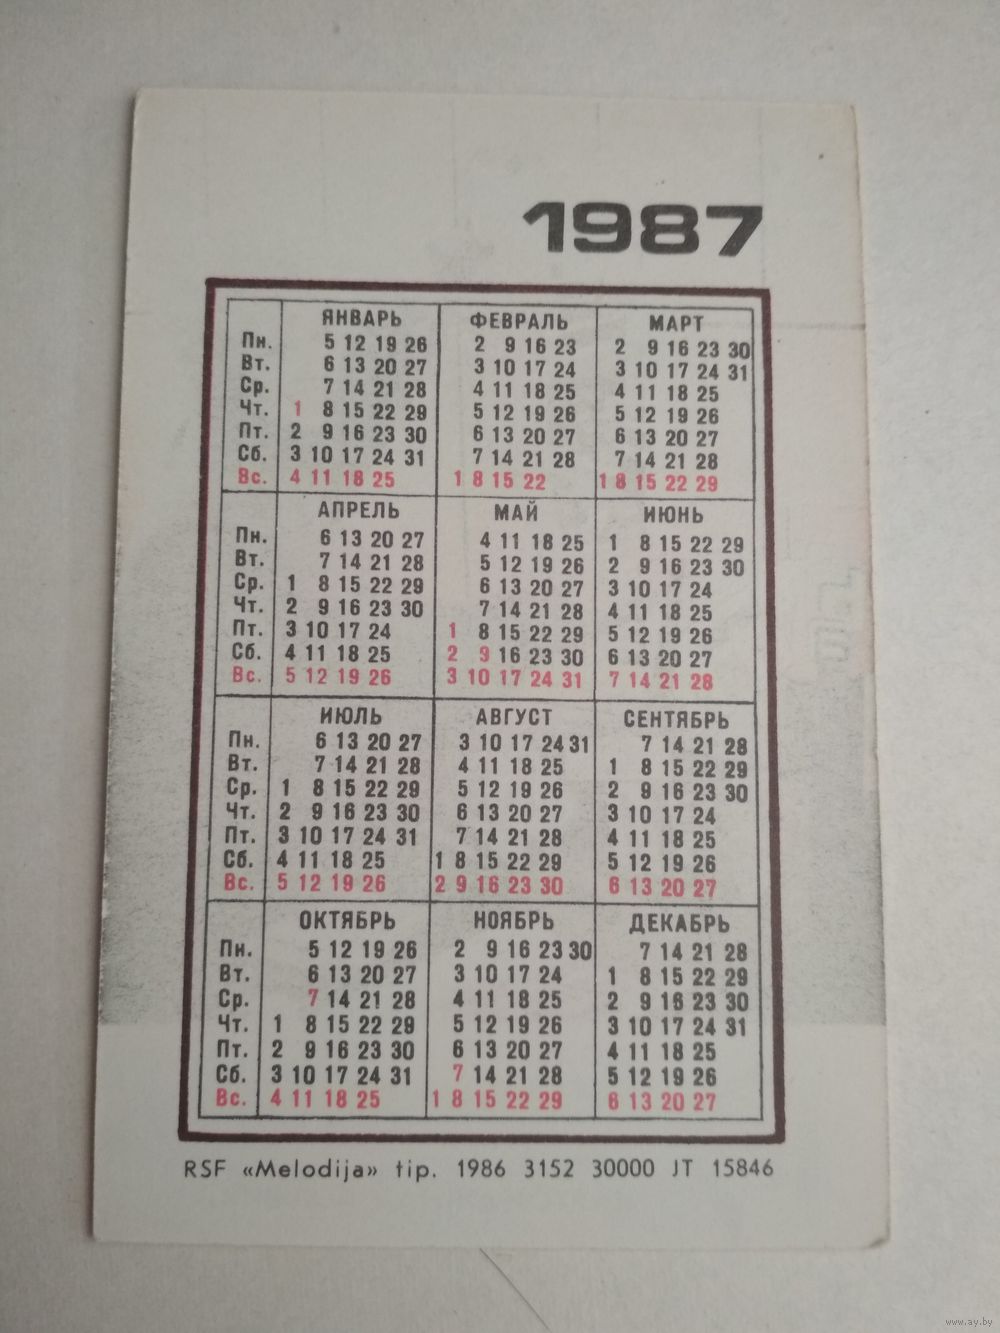 1987
ЯНВАРЬ ФЕВРАЛЬ МАРТ
Пн. 5 12 19 26 2 9 16 23 2 9 16 23 30
Вт. 6 13 20 27 3 10 17 24 3 10 17 24 31
Ср. 7 14 21 28 4 11 18 25 4 11 18 25
Чт. 1 8 15 22 29 5 12 19 26 5 12 19 26
Пт. 2 9 16 23 30 6 13 20 27 6 13 20 27
Сб. 3 10 17 24 31 7 14 21 28 7 14 21 28
Вс. 4 11 18 25 1 8 15 22 1 8 15 22 29
АПРЕЛЬ МАЙ ИЮНЬ
Пн. 6 13 20 27 4 11 18 25 1 8 15 22 29
Вт. 7 14 21 28 5 12 19 26 2 9 16 23 30
Ср. 1 8 15 22 29 6 13 20 27 3 10 17 24
Чт. 2 9 16 23 30 7 14 21 28 4 11 18 25
Пт. 3 10 17 24 1 8 15 22 29 5 12 19 26
Сб. 4 11 18 25 2 9 16 23 30 6 13 20 27
Вс. 5 12 19 26 3 10 17 24 31 7 14 21 28
ИЮЛЬ АВГУСТ СЕНТЯБРЬ
Пн. 6 13 20 27 3 10 17 24 31 7 14 21 28
Вт. 7 14 21 28 4 11 18 25 1 8 15 22 29
Ср. 1 8 15 22 29 5 12 19 26 2 9 16 23 30
Чт. 2 9 16 23 30 6 13 20 27 3 10 17 24
Пт. 3 10 17 24 31 7 14 21 28 4 11 18 25
Сб. 4 11 18 25 1 8 15 22 29 5 12 19 26
Вс. 5 12 19 26 2 9 16 23 30 6 13 20 27
ОКТЯБРЬ НОЯБРЬ ДЕКАБРЬ
Пн. 5 12 19 26 2 9 16 23 30 7 14 21 28
Вт. 6 13 20 27 3 10 17 24 1 8 15 22 29
Ср. 7 14 21 28 4 11 18 25 2 9 16 23 30
Чт. 1 8 15 22 29 5 12 19 26 3 10 17 24 31
Пт. 2 9 16 23 30 6 13 20 27 4 11 18 25
Сб. 3 10 17 24 31 7 14 21 28 5 12 19 26
Вс. 4 11 18 25 1 8 15 22 29 6 13 20 27
RSF «Melodija» tip. 1986 3152 30000 JT 15846
www.ay.by